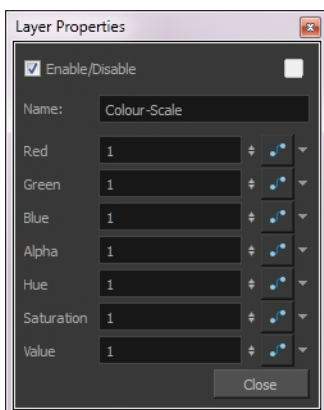 Layer Properties
Enable/Disable
Name: Colour-Scale
Red 1
Green 1
Blue 1
Alpha 1
Hue 1
Saturation 1
Value 1
Close